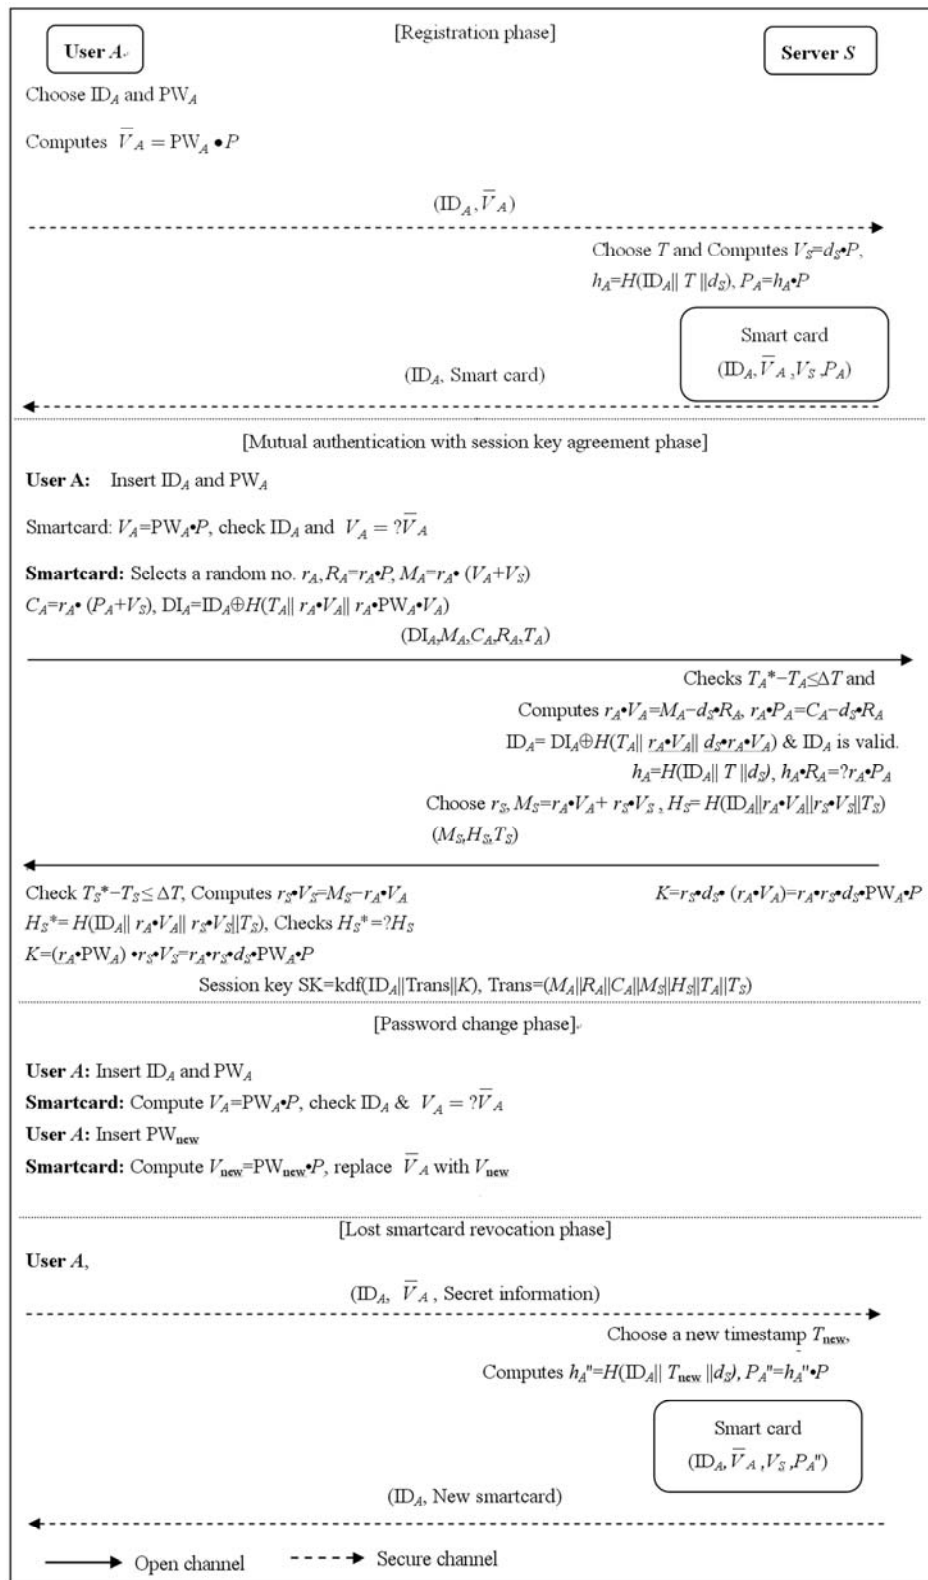 [Registration phase]
User A
Server S
Choose ID_A and PW_A
Computes V̅_A = PW_A • P
(ID_A, V̅_A)
Choose T and Computes V_S=d_S•P,
h_A=H(ID_A|| T ||d_S), P_A=h_A•P
Smart card
(ID_A, V̅_A ,V_S ,P_A)
(ID_A, Smart card)
[Mutual authentication with session key agreement phase]
User A: Insert ID_A and PW_A
Smartcard: V_A=PW_A•P, check ID_A and V_A = ?V̅_A
Smartcard: Selects a random no. r_A, R_A=r_A•P, M_A=r_A• (V_A+V_S)
C_A=r_A• (P_A+V_S), DI_A=ID_A⊕H(T_A|| r_A•V_A|| r_A•PW_A•V_A)
(DI_A,M_A,C_A,R_A,T_A)
Checks T_A*−T_A≤ΔT and
Computes r_A•V_A=M_A−d_S•R_A, r_A•P_A=C_A−d_S•R_A
ID_A= DI_A⊕H(T_A|| r_A•V_A|| d_S•r_A•V_A) & ID_A is valid.
h_A=H(ID_A|| T ||d_S), h_A•R_A=?r_A•P_A
Choose r_S, M_S=r_A•V_A+ r_S•V_S , H_S= H(ID_A||r_A•V_A||r_S•V_S||T_S)
(M_S,H_S,T_S)
Check T_S*−T_S≤ ΔT, Computes r_S•V_S=M_S−r_A•V_A
K=r_S•d_S• (r_A•V_A)=r_A•r_S•d_S•PW_A•P
H_S*= H(ID_A|| r_A•V_A|| r_S•V_S||T_S), Checks H_S*=?H_S
K=(r_A•PW_A) •r_S•V_S=r_A•r_S•d_S•PW_A•P
Session key SK=kdf(ID_A||Trans||K), Trans=(M_A||R_A||C_A||M_S||H_S||T_A||T_S)
[Password change phase]
User A: Insert ID_A and PW_A
Smartcard: Compute V_A=PW_A•P, check ID_A & V_A = ?V̅_A
User A: Insert PW_new
Smartcard: Compute V_new=PW_new•P, replace V̅_A with V_new
[Lost smartcard revocation phase]
User A,
(ID_A, V̅_A , Secret information)
Choose a new timestamp T_new,
Computes h_A"=H(ID_A|| T_new ||d_S), P_A"=h_A"•P
Smart card
(ID_A, V̅_A ,V_S ,P_A")
(ID_A, New smartcard)
Open channel
Secure channel